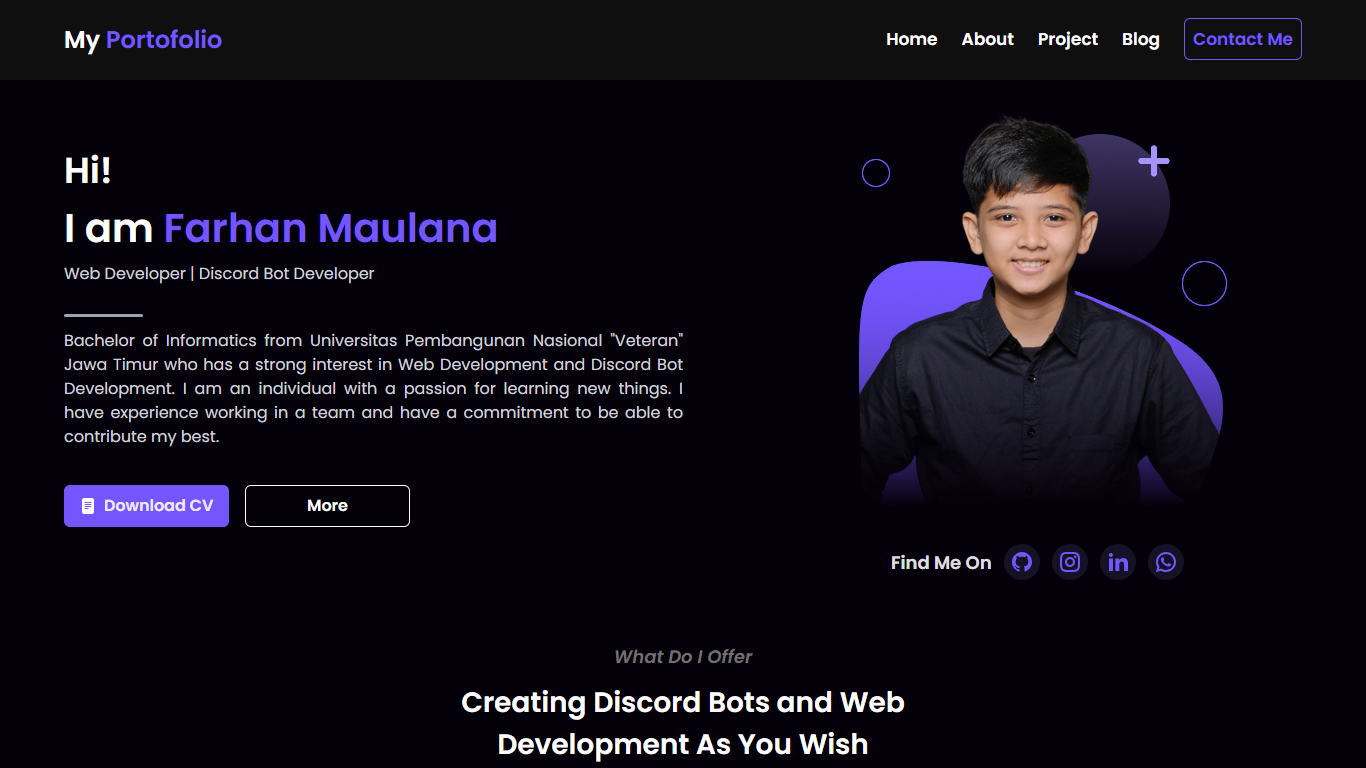 My Portofolio
Home About Project Blog Contact Me
Hi!
I am Farhan Maulana
Web Developer | Discord Bot Developer
Bachelor of Informatics from Universitas Pembangunan Nasional "Veteran"
Jawa Timur who has a strong interest in Web Development and Discord Bot
Development. I am an individual with a passion for learning new things. I
have experience working in a team and have a commitment to be able to
contribute my best.
Download CV More
Find Me On
What Do I Offer
Creating Discord Bots and Web
Development As You Wish